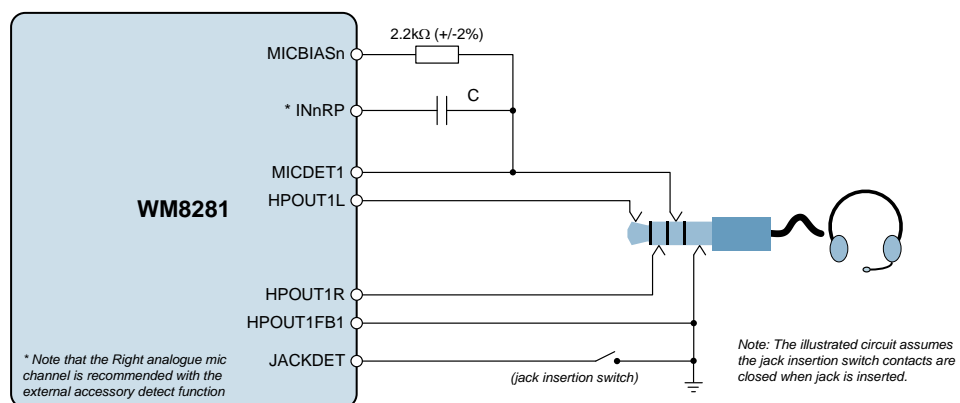 2.2kΩ (+/-2%)
MICBIASn
C
* INnRP
MICDET1
HPOUT1L
WM8281
HPOUT1R
HPOUT1FB1
JACKDET
(jack insertion switch)
* Note that the Right analogue mic
channel is recommended with the
external accessory detect function
Note: The illustrated circuit assumes
the jack insertion switch contacts are
closed when jack is inserted.